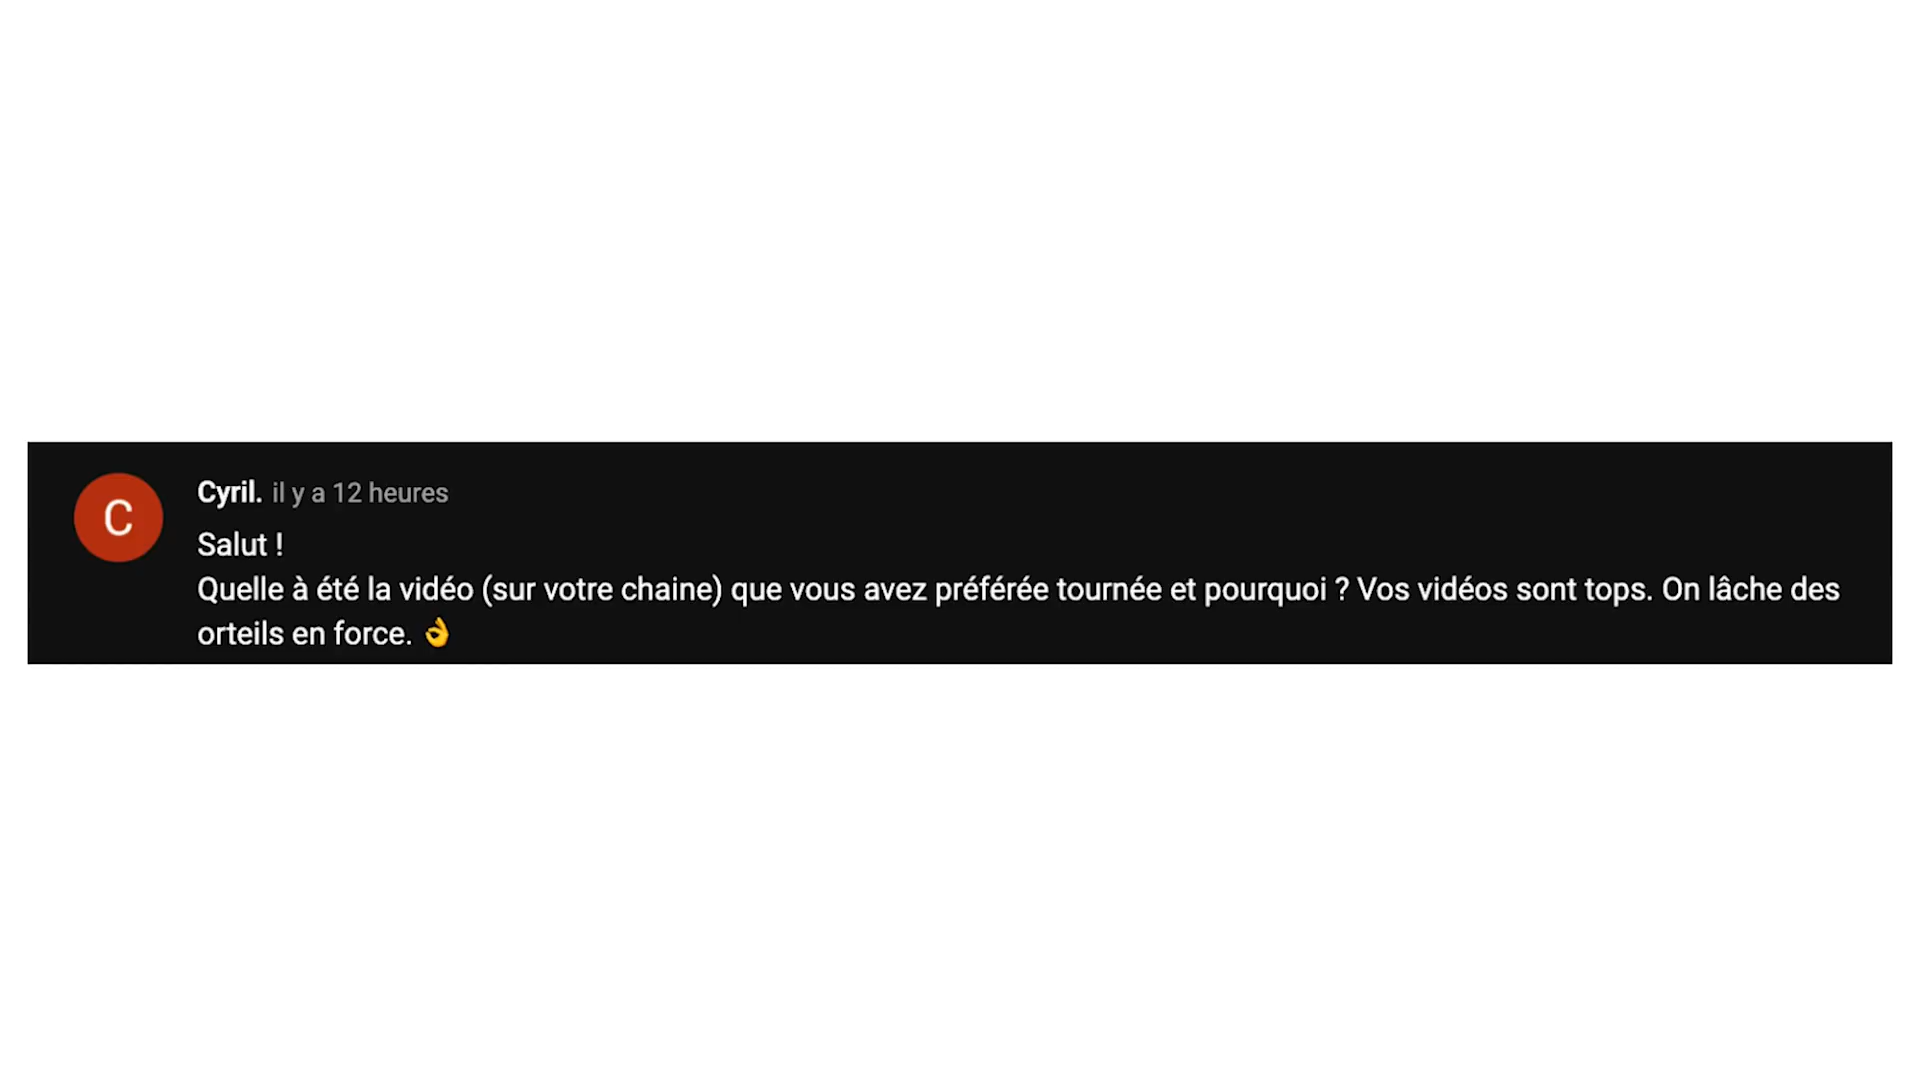 C
Cyril. il y a 12 heures
Salut !
Quelle à été la vidéo (sur votre chaine) que vous avez préférée tournée et pourquoi ? Vos vidéos sont tops. On lâche des
orteils en force. 👌